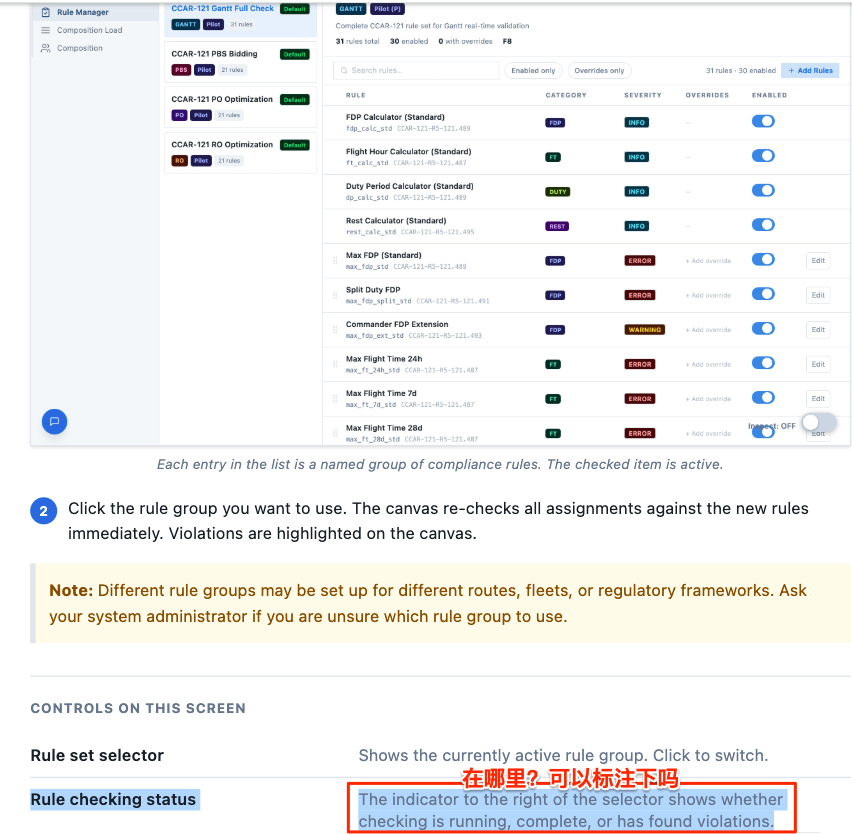 Rule Manager
Composition Load
Composition
CCAR-121 Gantt Full Check Default
GANTT Pilot 31 rules
CCAR-121 PBS Bidding Default
PBS Pilot 21 rules
CCAR-121 PO Optimization Default
PO Pilot 21 rules
CCAR-121 RO Optimization Default
RO Pilot 21 rules
GANTT Pilot (P)
Complete CCAR-121 rule set for Gantt real-time validation
31 rules total 30 enabled 0 with overrides F8
Search rules... Enabled only Overrides only 31 rules · 30 enabled + Add Rules
RULE CATEGORY SEVERITY OVERRIDES ENABLED
FDP Calculator (Standard)
fdp_calc_std CCAR-121-R5-121.489 FDP INFO —
Flight Hour Calculator (Standard)
ft_calc_std CCAR-121-R5-121.487 FT INFO —
Duty Period Calculator (Standard)
dp_calc_std CCAR-121-R5-121.489 DUTY INFO —
Rest Calculator (Standard)
rest_calc_std CCAR-121-R5-121.495 REST INFO —
Max FDP (Standard)
max_fdp_std CCAR-121-R5-121.489 FDP ERROR + Add override Edit
Split Duty FDP
max_fdp_split_std CCAR-121-R5-121.491 FDP ERROR + Add override Edit
Commander FDP Extension
max_fdp_ext_std CCAR-121-R5-121.493 FDP WARNING + Add override Edit
Max Flight Time 24h
max_ft_24h_std CCAR-121-R5-121.487 FT ERROR + Add override Edit
Max Flight Time 7d
max_ft_7d_std CCAR-121-R5-121.487 FT ERROR + Add override Edit
Max Flight Time 28d
max_ft_28d_std CCAR-121-R5-121.487 FT ERROR + Add override Edit
Inspect: OFF
Each entry in the list is a named group of compliance rules. The checked item is active.
2 Click the rule group you want to use. The canvas re-checks all assignments against the new rules
immediately. Violations are highlighted on the canvas.
Note: Different rule groups may be set up for different routes, fleets, or regulatory frameworks. Ask
your system administrator if you are unsure which rule group to use.
CONTROLS ON THIS SCREEN
Rule set selector Shows the currently active rule group. Click to switch.
在哪里？可以标注下吗
Rule checking status The indicator to the right of the selector shows whether
checking is running, complete, or has found violations.